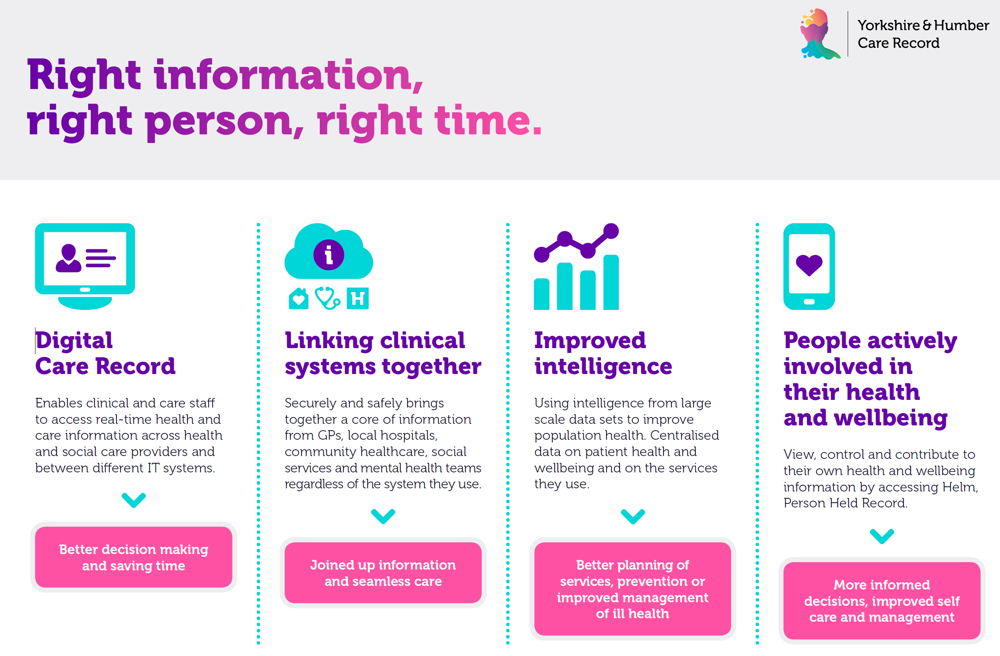 Yorkshire & Humber
Care Record
Right information,
right person, right time.
Digital
Care Record
Enables clinical and care staff
to access real-time health and
care information across health
and social care providers and
between different IT systems.
Better decision making
and saving time
i
H
Linking clinical
systems together
Securely and safely brings
together a core of information
from GPs, local hospitals,
community healthcare, social
services and mental health teams
regardless of the system they use.
Joined up information
and seamless care
Improved
intelligence
Using intelligence from large
scale data sets to improve
population health. Centralised
data on patient health and
wellbeing and on the services
they use.
Better planning of
services, prevention or
improved management
of ill health
People actively
involved in
their health
and wellbeing
View, control and contribute to
their own health and wellbeing
information by accessing Helm,
Person Held Record.
More informed
decisions, improved self
care and management